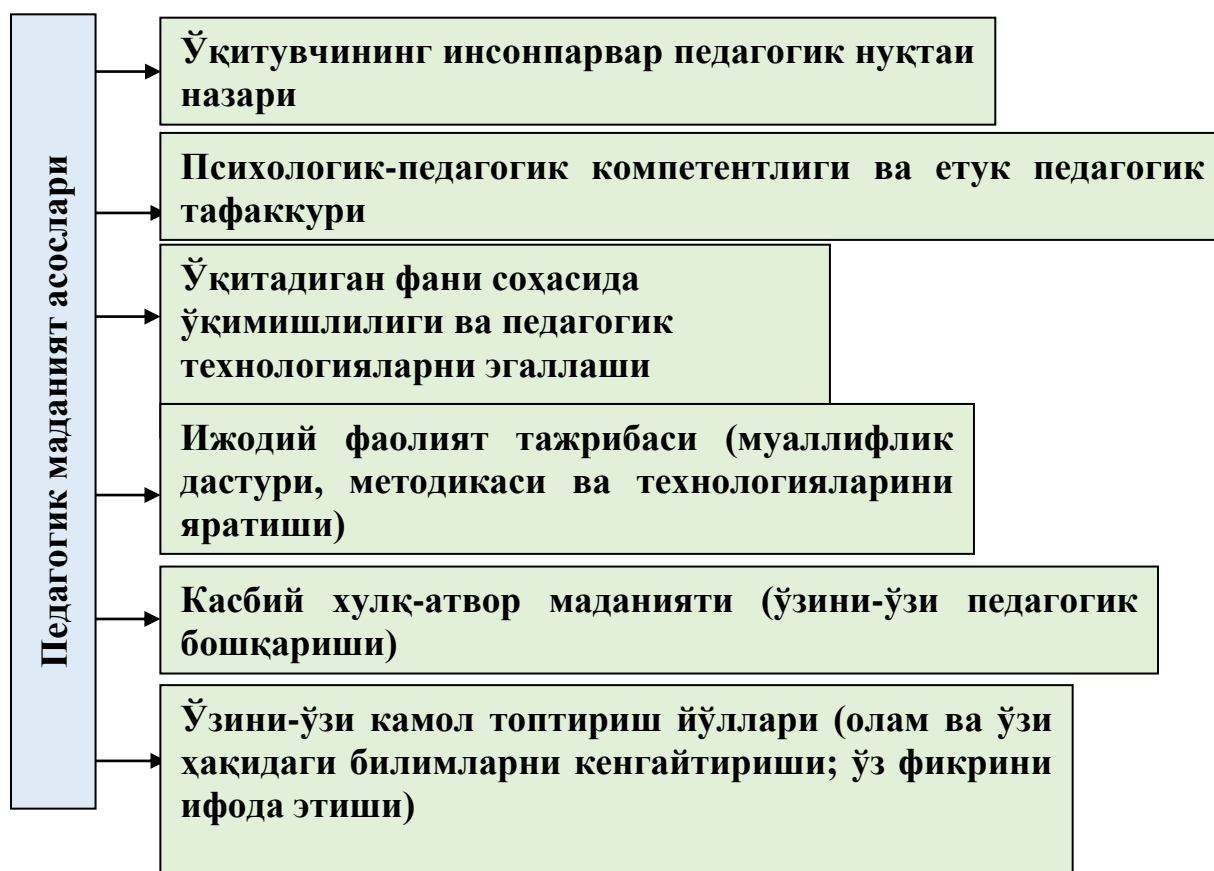 Педагогик маданият асослари
Ўқитувчининг инсонпарвар педагогик нуқтаи
назари
Психологик-педагогик компетентлиги ва етук педагогик
тафаккури
Ўқитадиган фани соҳасида
ўқимишлилиги ва педагогик
технологияларни эгаллаши
Ижодий фаолият тажрибаси (муаллифлик
дастури, методикаси ва технологияларини
яратиши)
Касбий хулқ-атвор маданияти (ўзини-ўзи педагогик
бошқариши)
Ўзини-ўзи камол топтириш йўллари (олам ва ўзи
ҳақидаги билимларни кенгайтириши; ўз фикрини
ифода этиши)